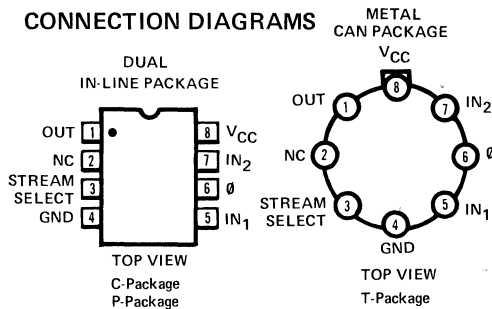 CONNECTION DIAGRAMS
DUAL
IN-LINE PACKAGE
OUT 1
8 VCC
NC 2
7 IN2
STREAM
SELECT 3
6 Ø
GND 4
5 IN1
TOP VIEW
C-Package
P-Package
METAL
CAN PACKAGE
VCC
8
OUT 1
7 IN2
NC 2
6 Ø
STREAM
SELECT 3
5 IN1
4
GND
TOP VIEW
T-Package